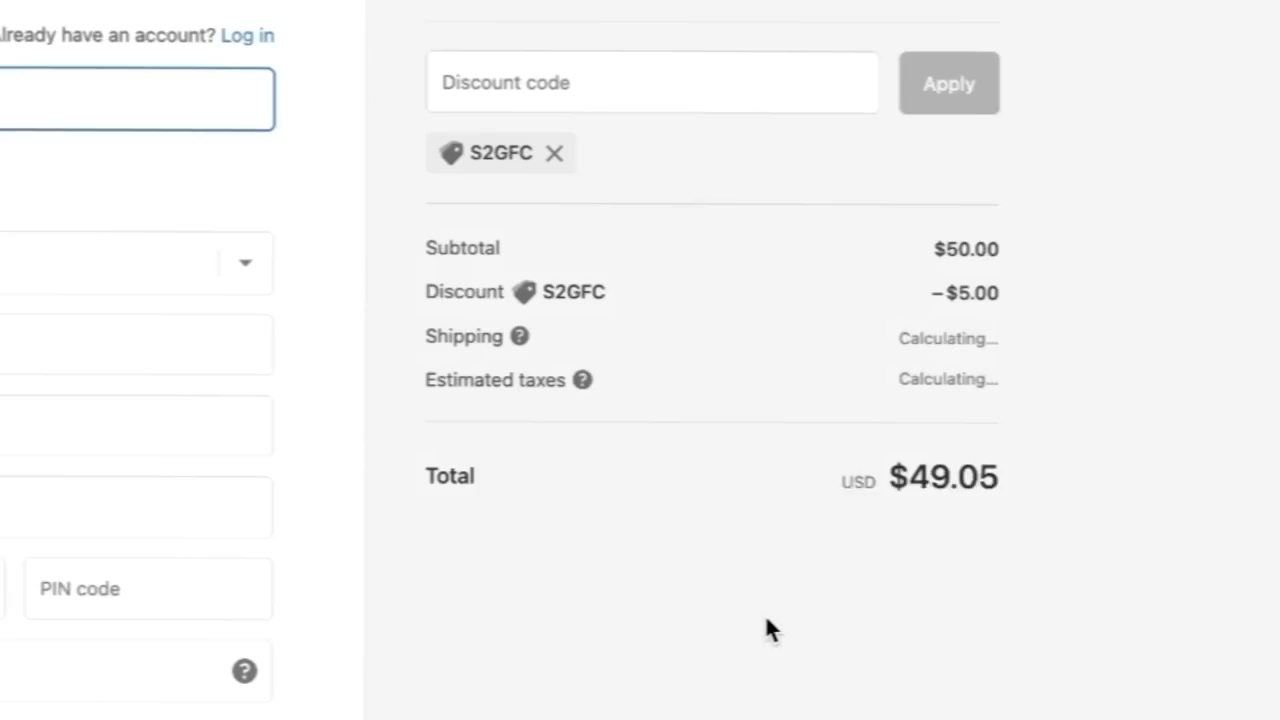 already have an account? Log in
Discount code
Apply
S2GFC
Subtotal $50.00
Discount S2GFC –$5.00
Shipping Calculating...
Estimated taxes Calculating...
Total USD $49.05
PIN code